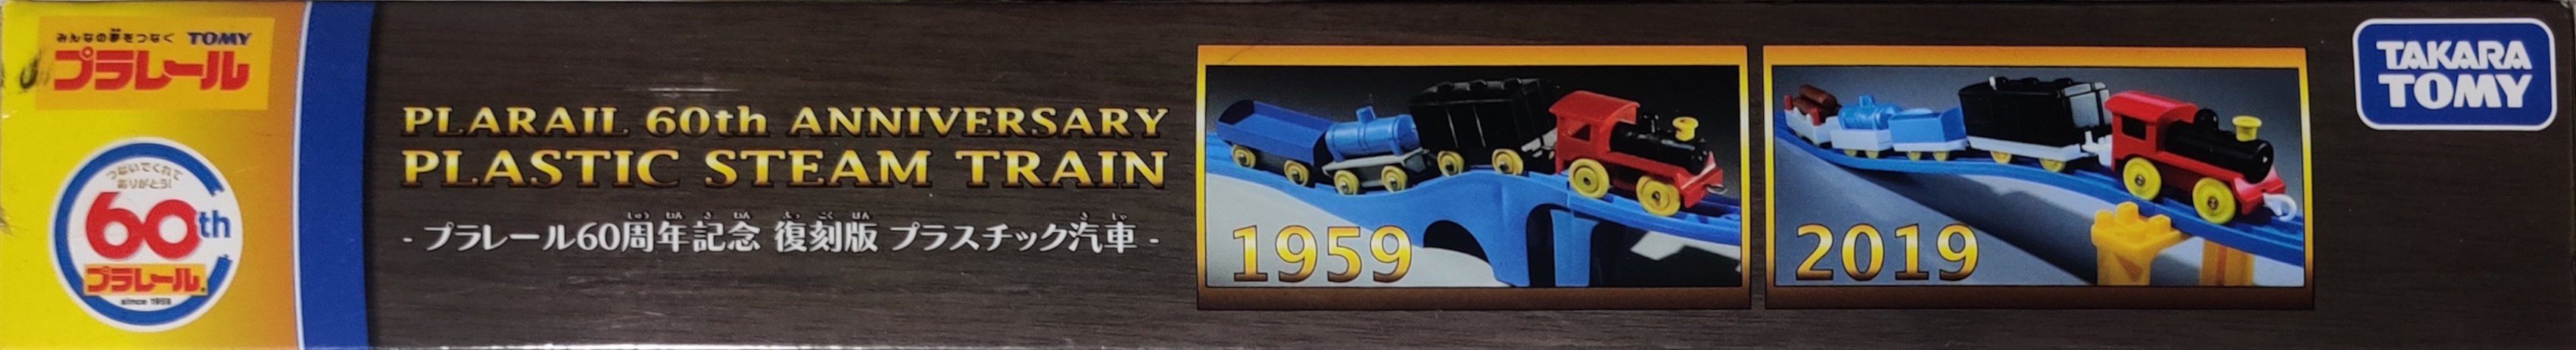 みんなの夢をつなぐ TOMY
プラレール
つないでくれて
ありがとう!
60th
プラレール
since 1959
PLARAIL 60th ANNIVERSARY
PLASTIC STEAM TRAIN
- プラレール60周年記念 復刻版 プラスチック汽車 -
1959
2019
TAKARA
TOMY